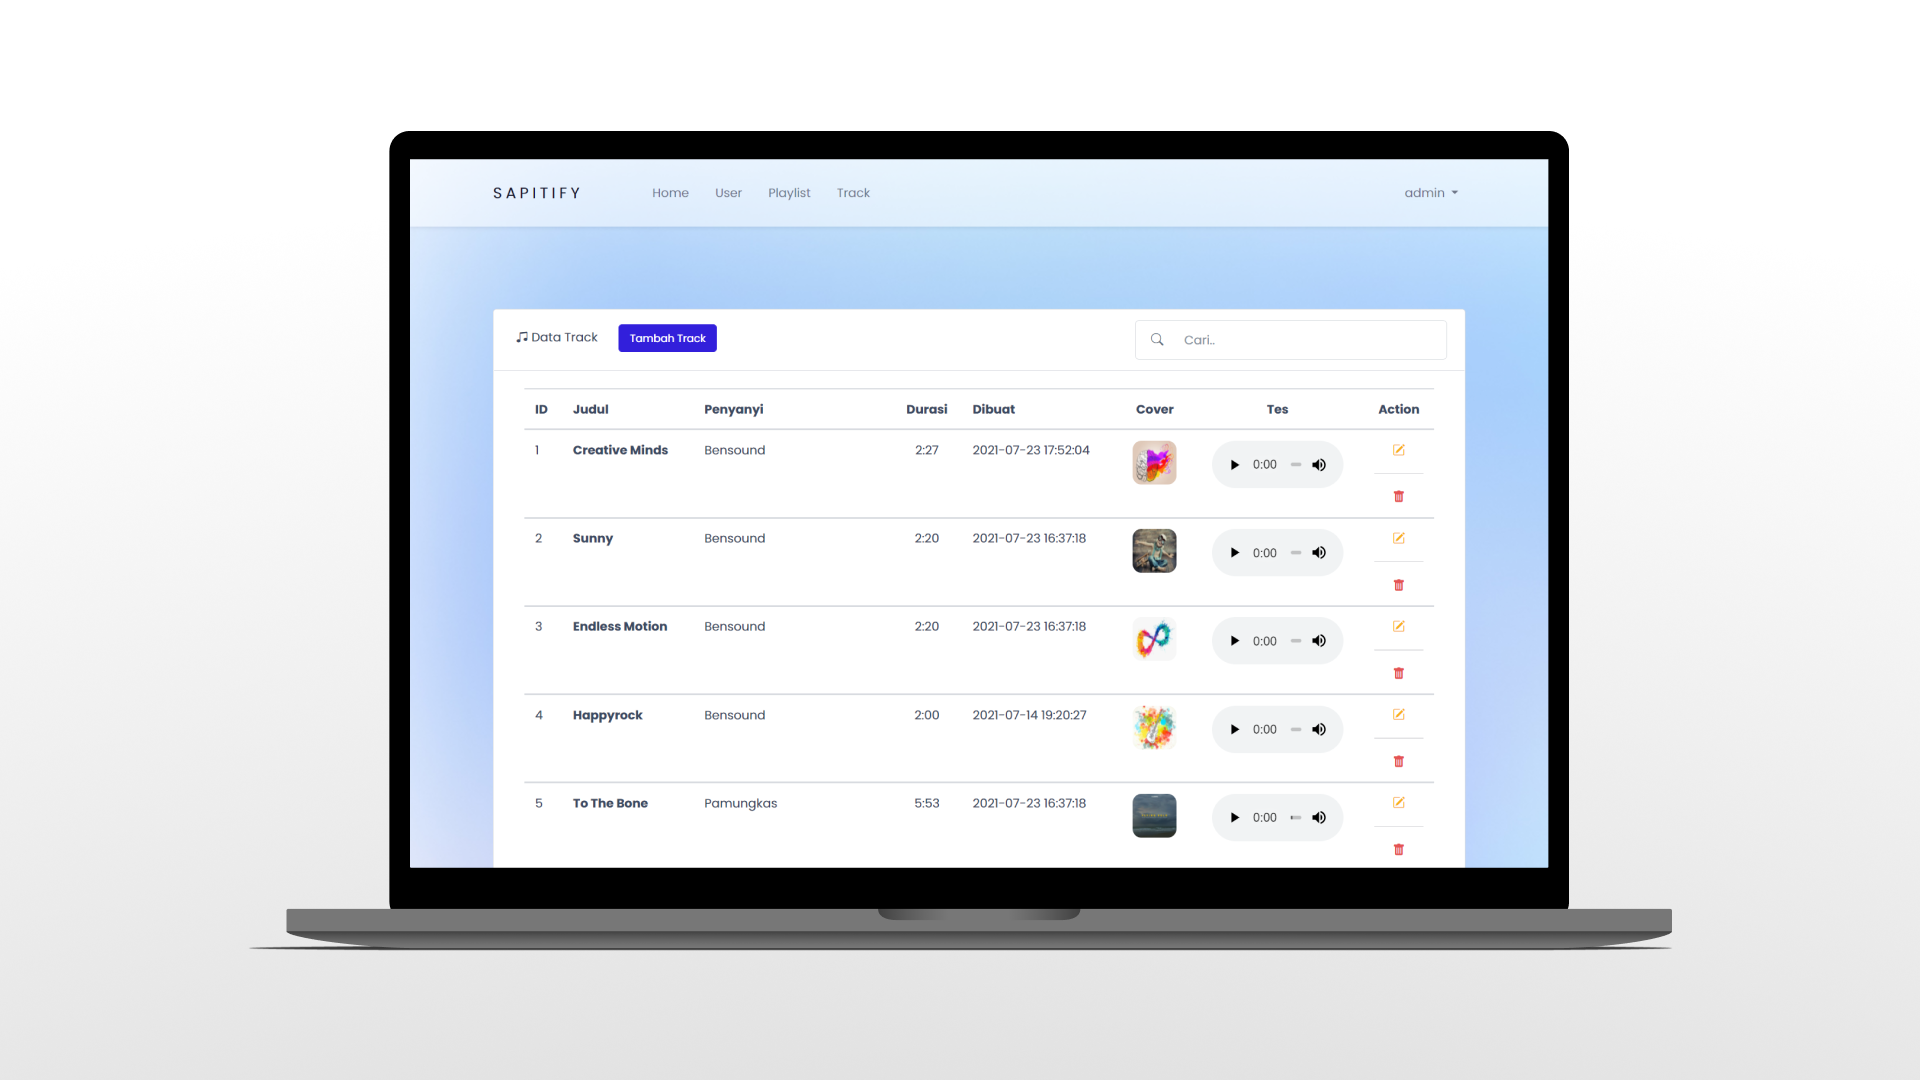 SAPITIFY Home User Playlist Track admin
Data Track Tambah Track Cari..
ID Judul Penyanyi Durasi Dibuat Cover Tes Action
1 Creative Minds Bensound 2:27 2021-07-23 17:52:04 0:00
2 Sunny Bensound 2:20 2021-07-23 16:37:18 0:00
3 Endless Motion Bensound 2:20 2021-07-23 16:37:18 0:00
4 Happyrock Bensound 2:00 2021-07-14 19:20:27 0:00
5 To The Bone Pamungkas 5:53 2021-07-23 16:37:18 0:00